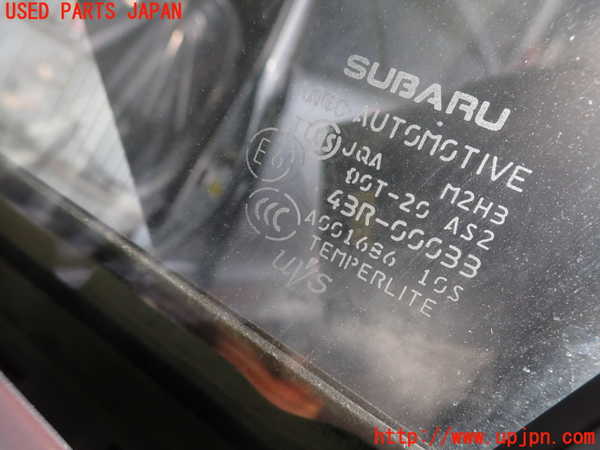 USED PARTS JAPAN
SUBARU
AUTOMOTIVE
JQA M2H3
DOT-20 AS2
43R-00033
A001686 10S
TEMPERLITE
UVS
http://www.upjpn.com/